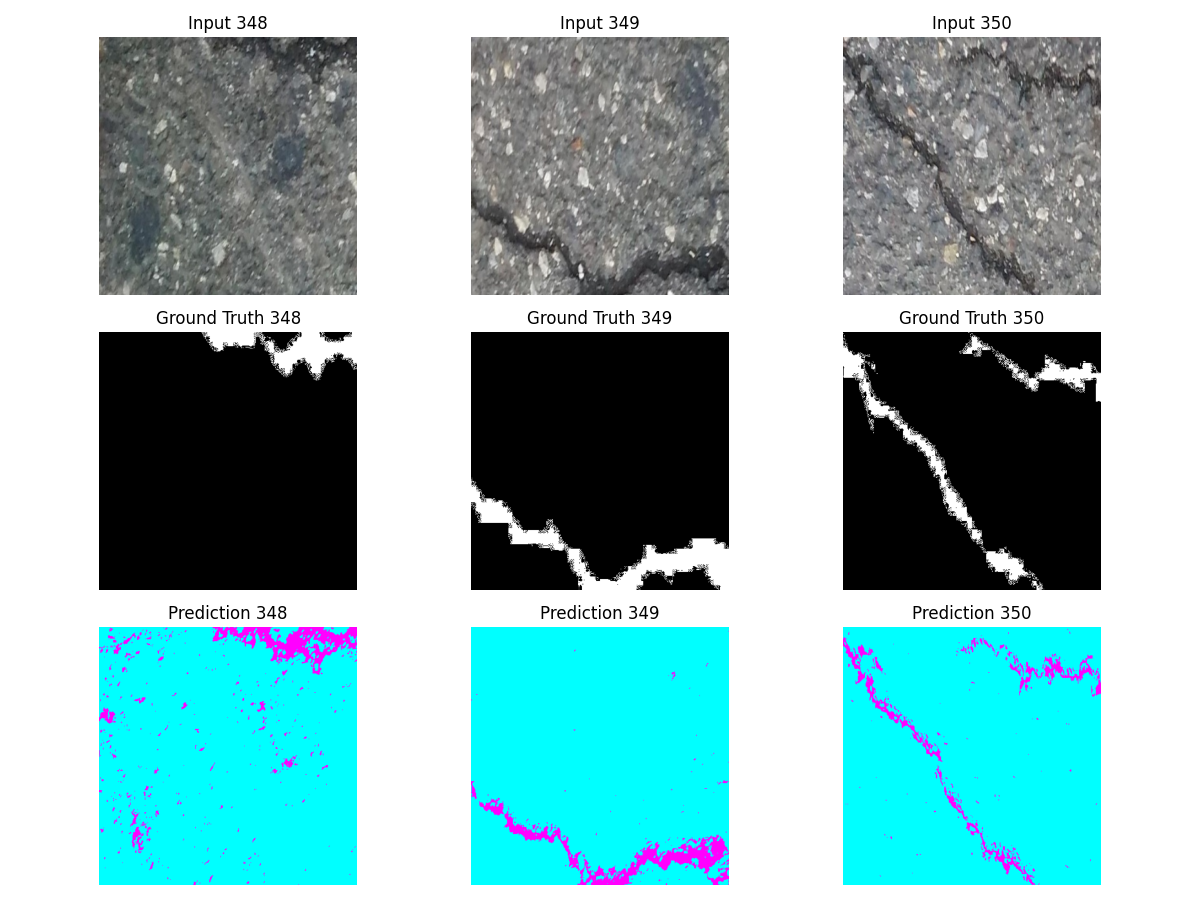 Input 348
Input 349
Input 350
Ground Truth 348
Ground Truth 349
Ground Truth 350
Prediction 348
Prediction 349
Prediction 350